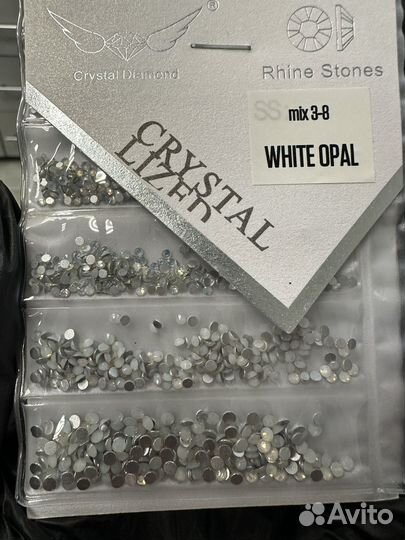 ®
Crystal Diamond
Rhine Stones
SS mix 3-8
WHITE OPAL
CRYSTAL
LIZED
Avito